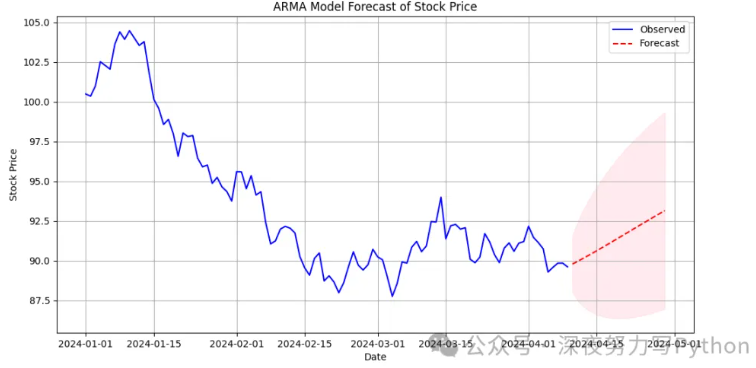 ARMA Model Forecast of Stock Price
Observed
Forecast
Stock Price
105.0
102.5
100.0
97.5
95.0
92.5
90.0
87.5
2024-01-01 2024-01-15 2024-02-01 2024-02-15 2024-03-01 2024-03-15 2024-04-01 2024-04-15 2024-05-01
Date
公众号 · 深夜努力写Python